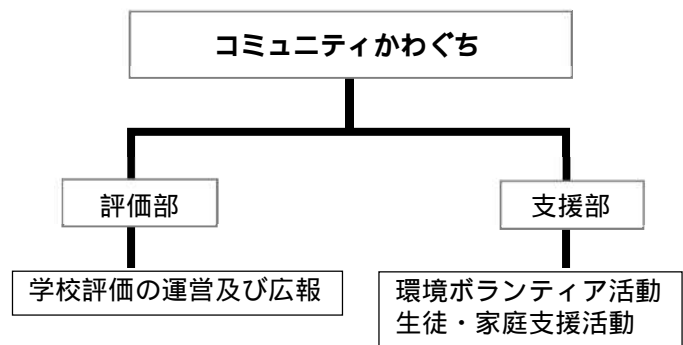 コミュニティかわぐち
評価部
支援部
学校評価の運営及び広報
環境ボランティア活動
生徒・家庭支援活動